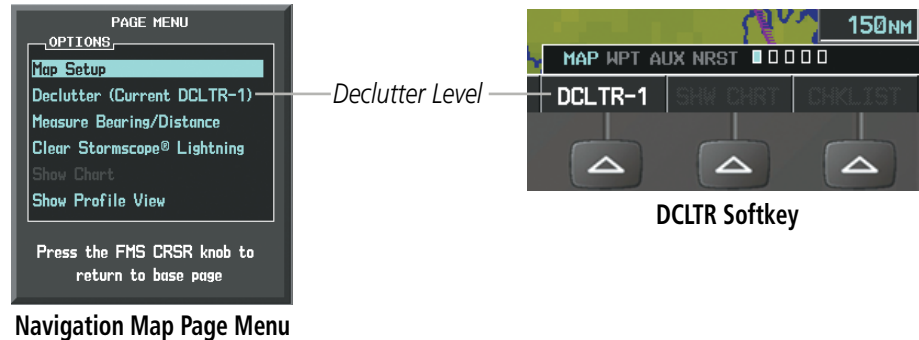 PAGE MENU
OPTIONS
Map Setup
Declutter (Current DCLTR-1)
Measure Bearing/Distance
Clear Stormscope® Lightning
Show Chart
Show Profile View
Press the FMS CRSR knob to
return to base page
Navigation Map Page Menu
Declutter Level
150NM
MAP WPT AUX NRST
DCLTR-1 SHW CHRT CHKLIST
DCLTR Softkey